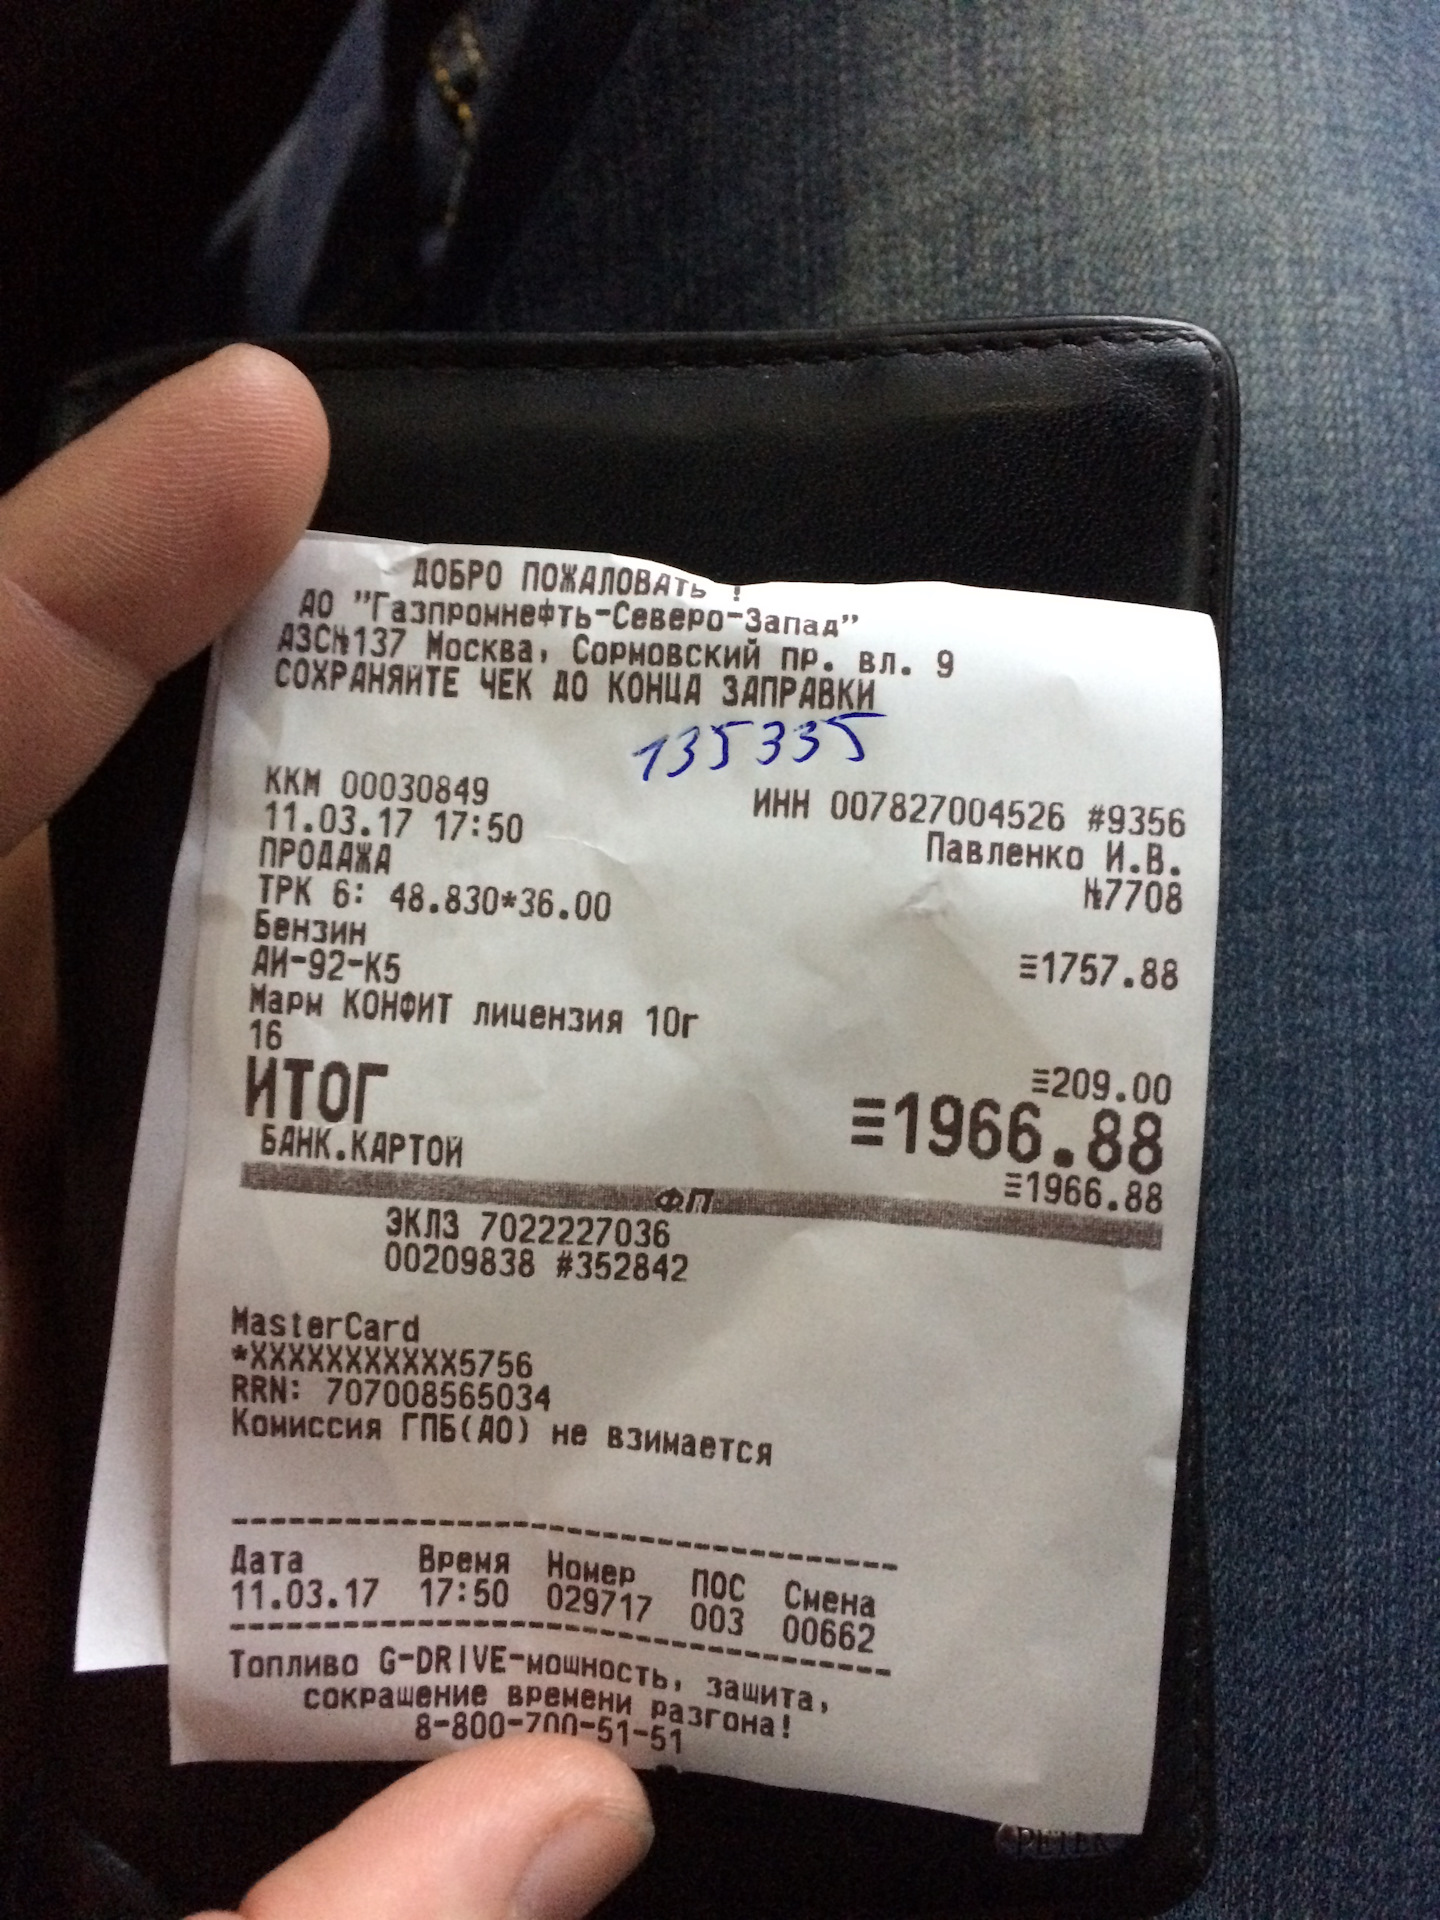 ДОБРО ПОЖАЛОВАТЬ !
АО "Газпромнефть-Северо-Запад"
АЗС№137 Москва, Сормовский пр. вл. 9
СОХРАНЯЙТЕ ЧЕК ДО КОНЦА ЗАПРАВКИ
135335
ККМ 00030849 ИНН 007827004526 #9356
11.03.17 17:50 Павленко И.В.
ПРОДАЖА №7708
ТРК 6: 48.830*36.00
Бензин
АИ-92-К5 ≡1757.88
Марм КОНФИТ лицензия 10г
16 ≡209.00
ИТОГ ≡1966.88
БАНК.КАРТОЙ ≡1966.88
ФП
ЭКЛЗ 7022227036
00209838 #352842
MasterCard
*XXXXXXXXXXX5756
RRN: 707008565034
Комиссия ГПБ(АО) не взимается
Дата Время Номер ПОС Смена
11.03.17 17:50 029717 003 00662
Топливо G-DRIVE-мошность, зашита,
сокрашение времени разгона!
8-800-700-51-51
PETEK